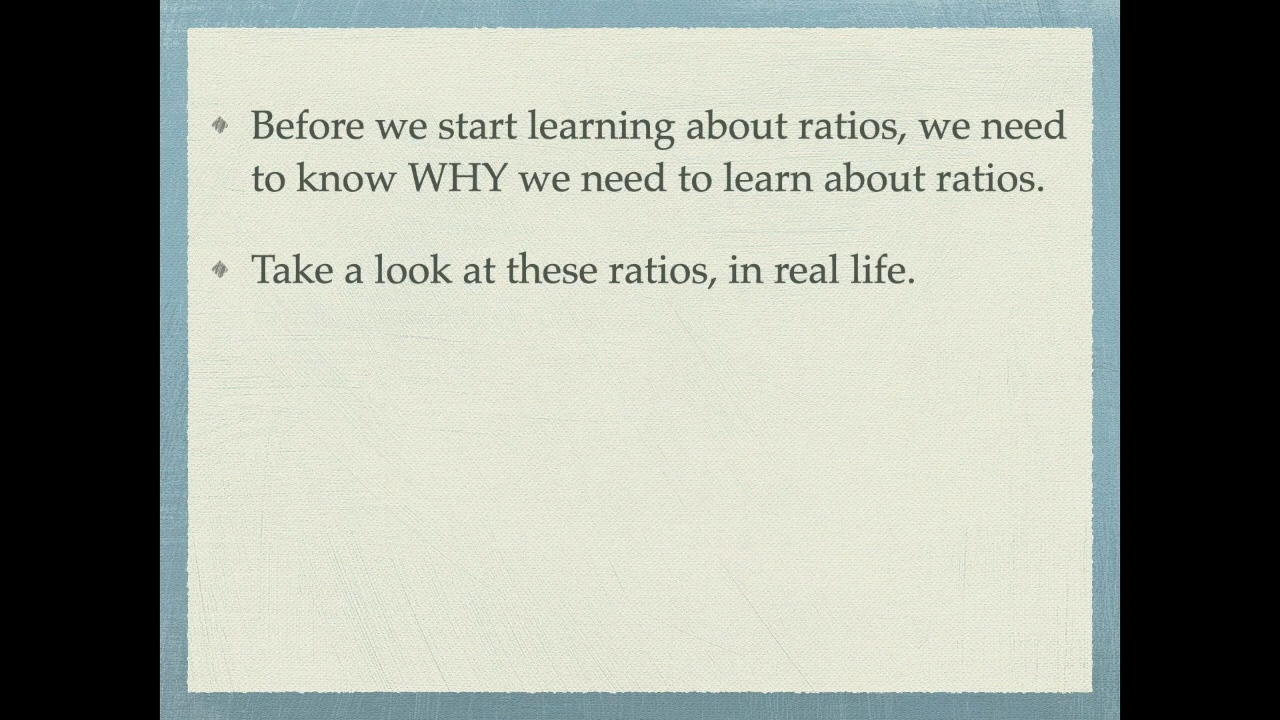 Before we start learning about ratios, we need
to know WHY we need to learn about ratios.
Take a look at these ratios, in real life.